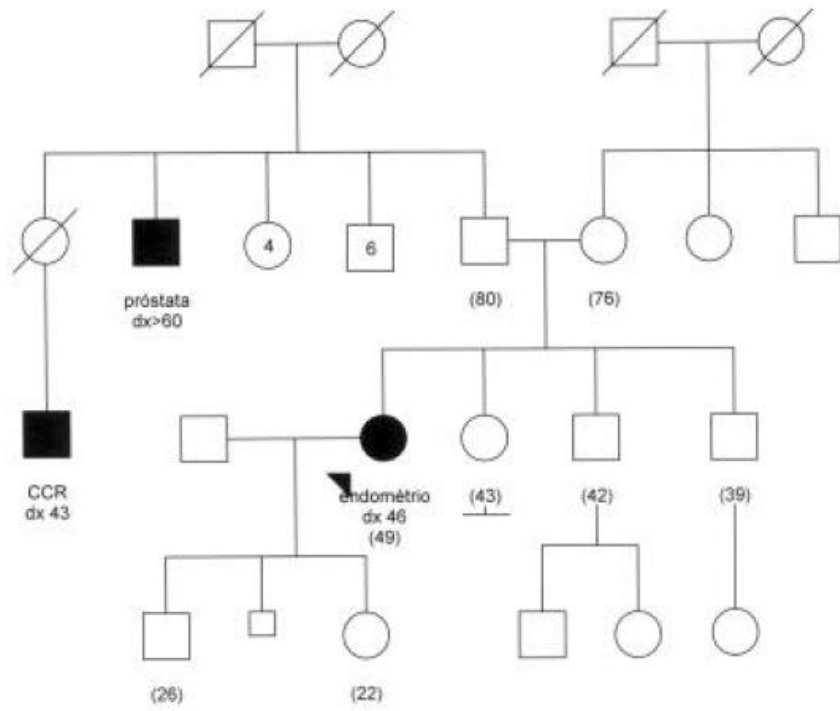 4
6
próstata
dx>60
(80)
(76)
CCR
dx 43
endométrio
dx 46
(49)
(43)
(42)
(39)
(26)
(22)